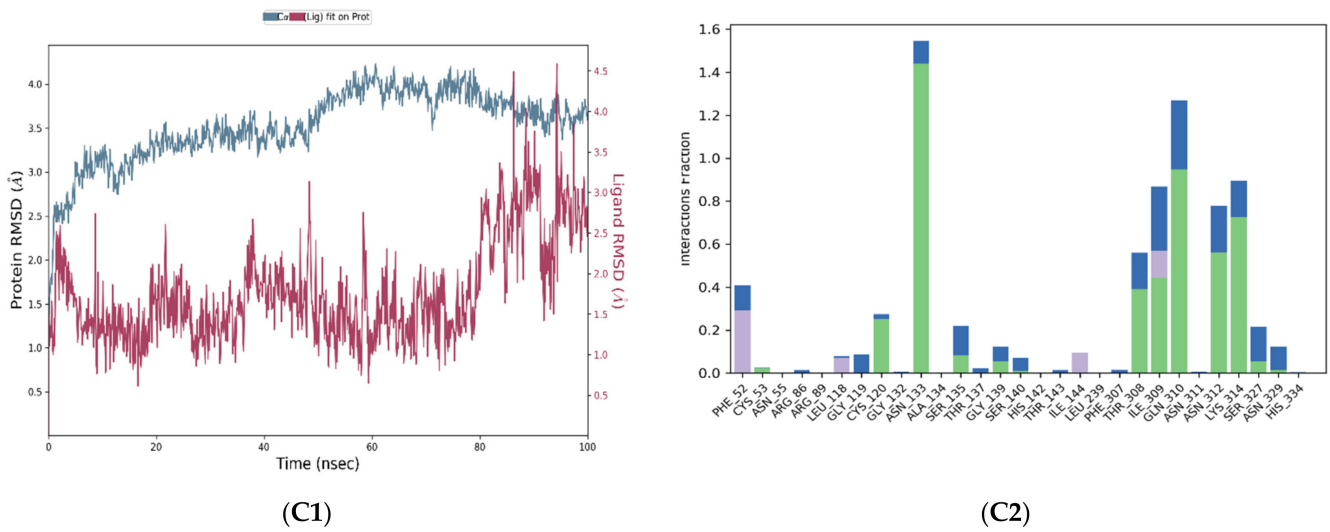 Cα (Lig) fit on Prot
Protein RMSD (Å)
4.0
3.5
3.0
2.5
2.0
1.5
1.0
0.5
4.5
4.0
3.5
3.0
2.5
2.0
1.5
1.0
0.5
Ligand RMSD (Å)
0 20 40 60 80 100
Time (nsec)
(C1)
Interactions Fraction
1.6
1.4
1.2
1.0
0.8
0.6
0.4
0.2
0.0
PHE_52
CYS_53
ASN_55
ARG_86
ARG_89
LEU_118
GLY_119
CYS_120
GLY_132
ASN_133
ALA_134
SER_135
THR_137
GLY_139
SER_140
HIS_142
THR_143
ILE_144
LEU_239
PHE_307
THR_308
ILE_309
GLN_310
ASN_311
ASN_312
LYS_314
SER_327
ASN_329
HIS_334
(C2)